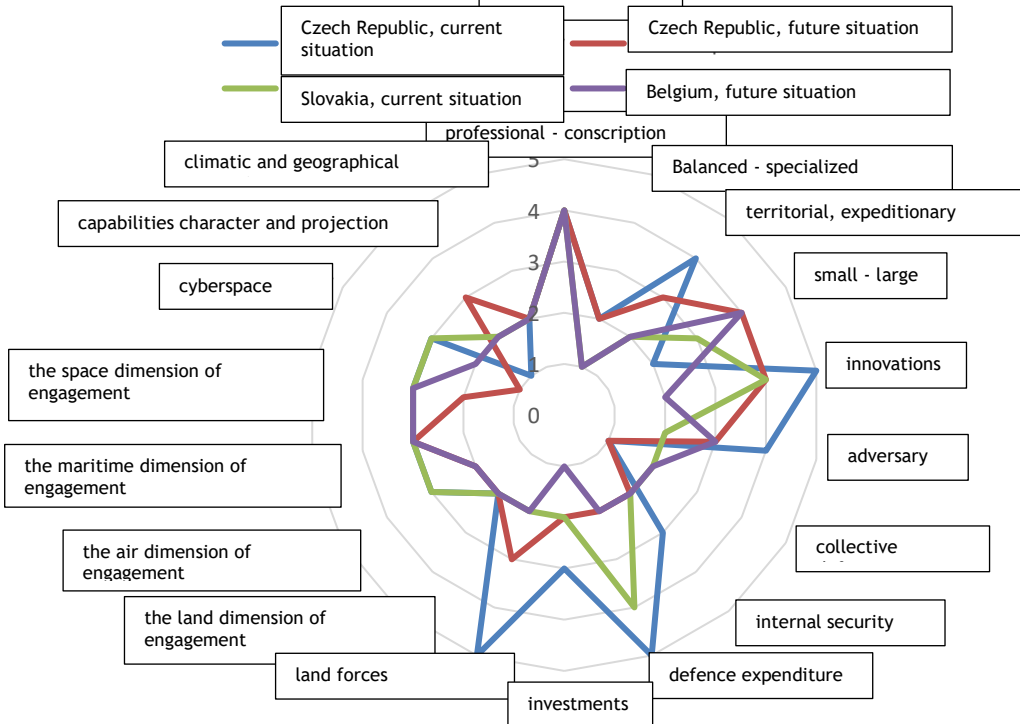 Czech Republic, current
situation
Czech Republic, future situation
Slovakia, current situation
Belgium, future situation
professional - conscription
climatic and geographical
Balanced - specialized
capabilities character and projection
territorial, expeditionary
cyberspace
small - large
the space dimension of
engagement
innovations
the maritime dimension of
engagement
adversary
the air dimension of
engagement
collective
the land dimension of
engagement
internal security
land forces
defence expenditure
investments
5
4
3
2
1
0